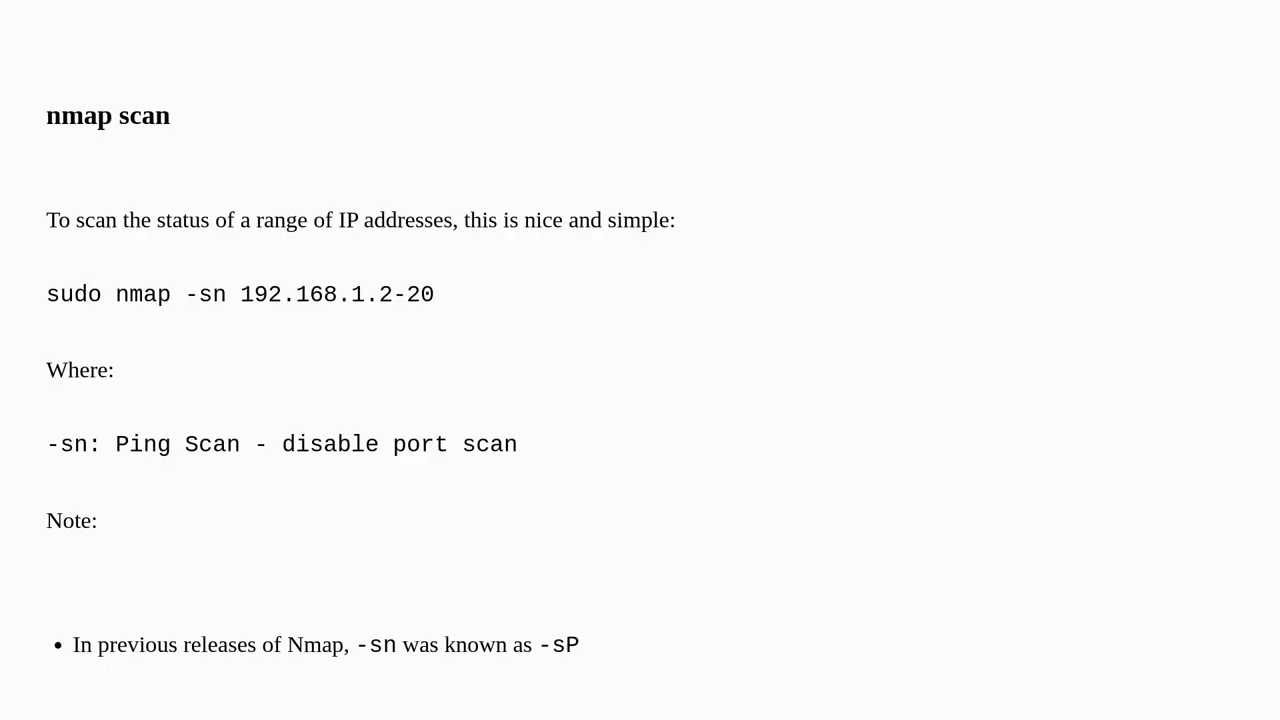 nmap scan
To scan the status of a range of IP addresses, this is nice and simple:
sudo nmap -sn 192.168.1.2-20
Where:
-sn: Ping Scan - disable port scan
Note:
• In previous releases of Nmap, -sn was known as -sP